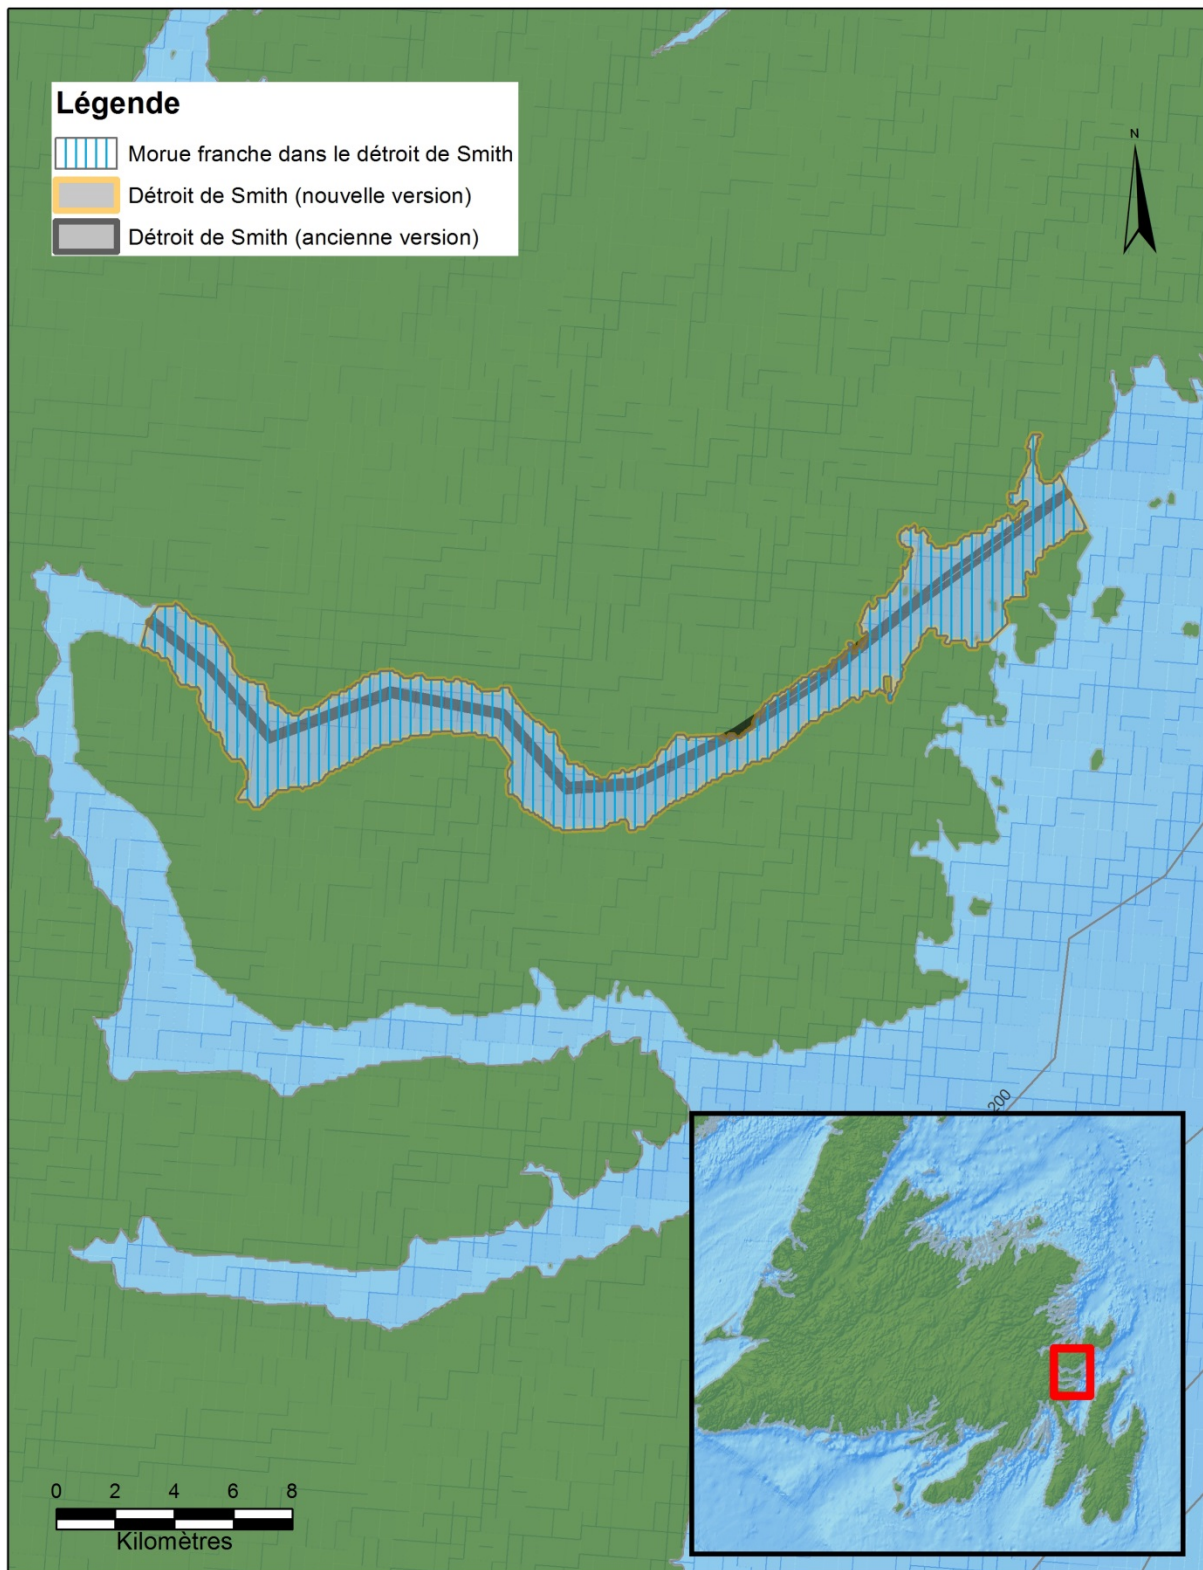 Légende
Morue franche dans le détroit de Smith
Détroit de Smith (nouvelle version)
Détroit de Smith (ancienne version)
N
200
0 2 4 6 8
Kilomètres